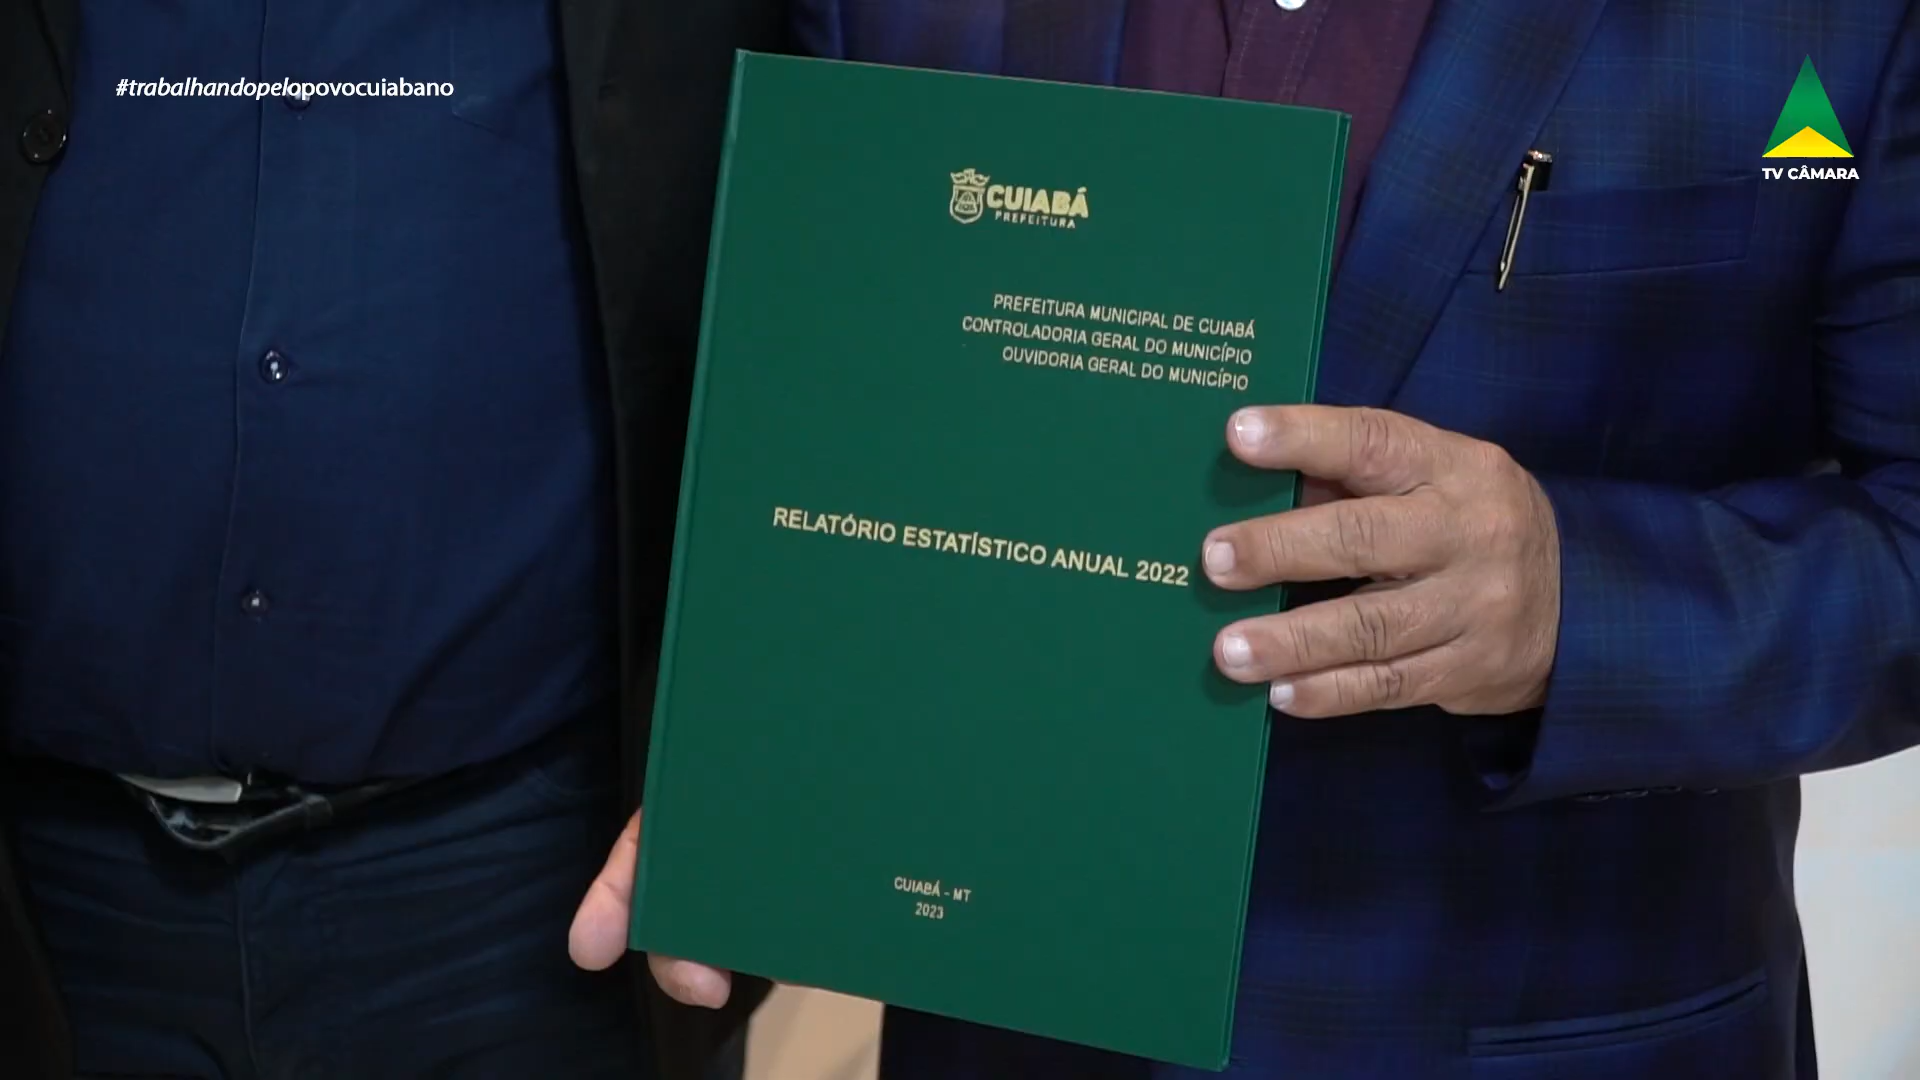 #trabalhandopelopovocuiabano
TV CÂMARA
CUIABÁ
PREFEITURA
PREFEITURA MUNICIPAL DE CUIABÁ
CONTROLADORIA GERAL DO MUNICÍPIO
OUVIDORIA GERAL DO MUNICÍPIO
RELATÓRIO ESTATÍSTICO ANUAL 2022
CUIABÁ - MT
2023